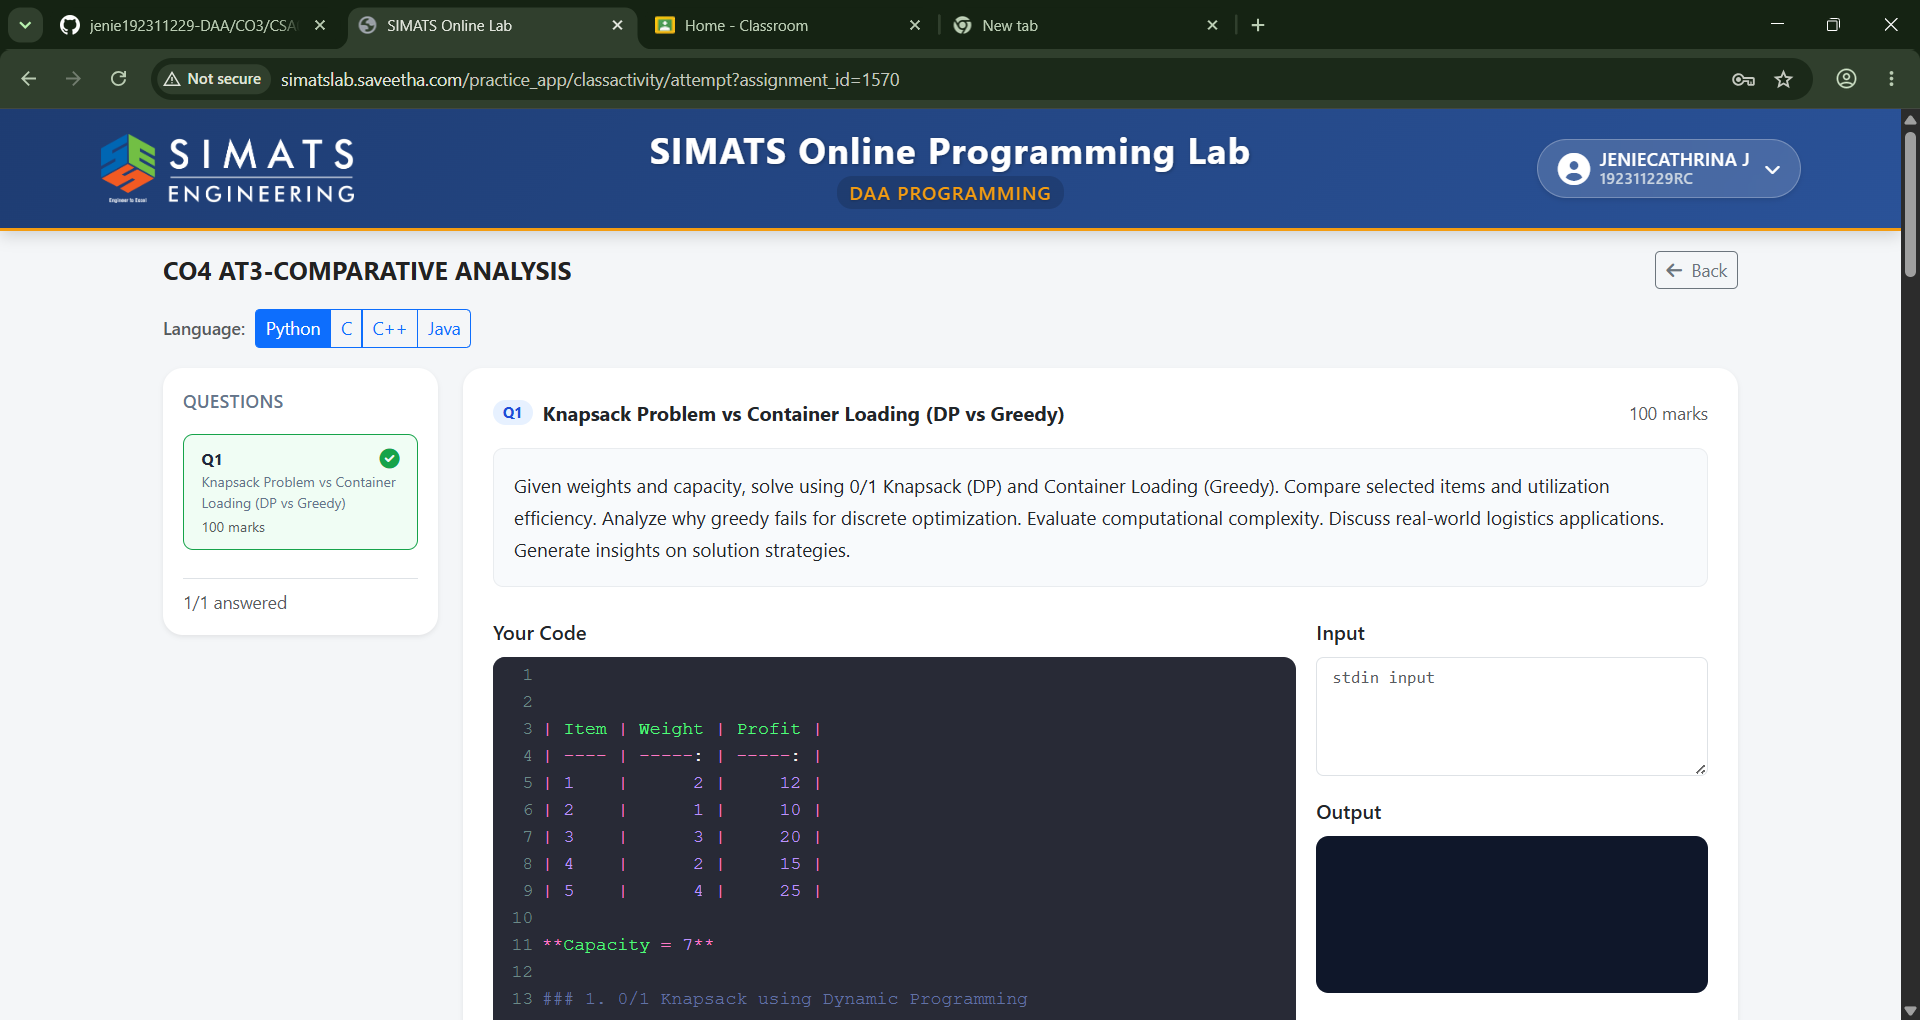 jenie192311229-DAA/CO3/CSA
SIMATS Online Lab
Home - Classroom
New tab
Not secure
simatslab.saveetha.com/practice_app/classactivity/attempt?assignment_id=1570
SIMATS
ENGINEERING
Engineer to Excel
SIMATS Online Programming Lab
DAA PROGRAMMING
JENIECATHRINA J
192311229RC
CO4 AT3-COMPARATIVE ANALYSIS
Back
Language: Python C C++ Java
QUESTIONS
Q1
Knapsack Problem vs Container
Loading (DP vs Greedy)
100 marks
1/1 answered
Q1 Knapsack Problem vs Container Loading (DP vs Greedy) 100 marks
Given weights and capacity, solve using 0/1 Knapsack (DP) and Container Loading (Greedy). Compare selected items and utilization
efficiency. Analyze why greedy fails for discrete optimization. Evaluate computational complexity. Discuss real-world logistics applications.
Generate insights on solution strategies.
Your Code
1
2
3 | Item | Weight | Profit |
4 | ---- | -----: | -----: |
5 | 1    |      2 |     12 |
6 | 2    |      1 |     10 |
7 | 3    |      3 |     20 |
8 | 4    |      2 |     15 |
9 | 5    |      4 |     25 |
10
11 **Capacity = 7**
12
13 ### 1. 0/1 Knapsack using Dynamic Programming
Input
stdin input
Output